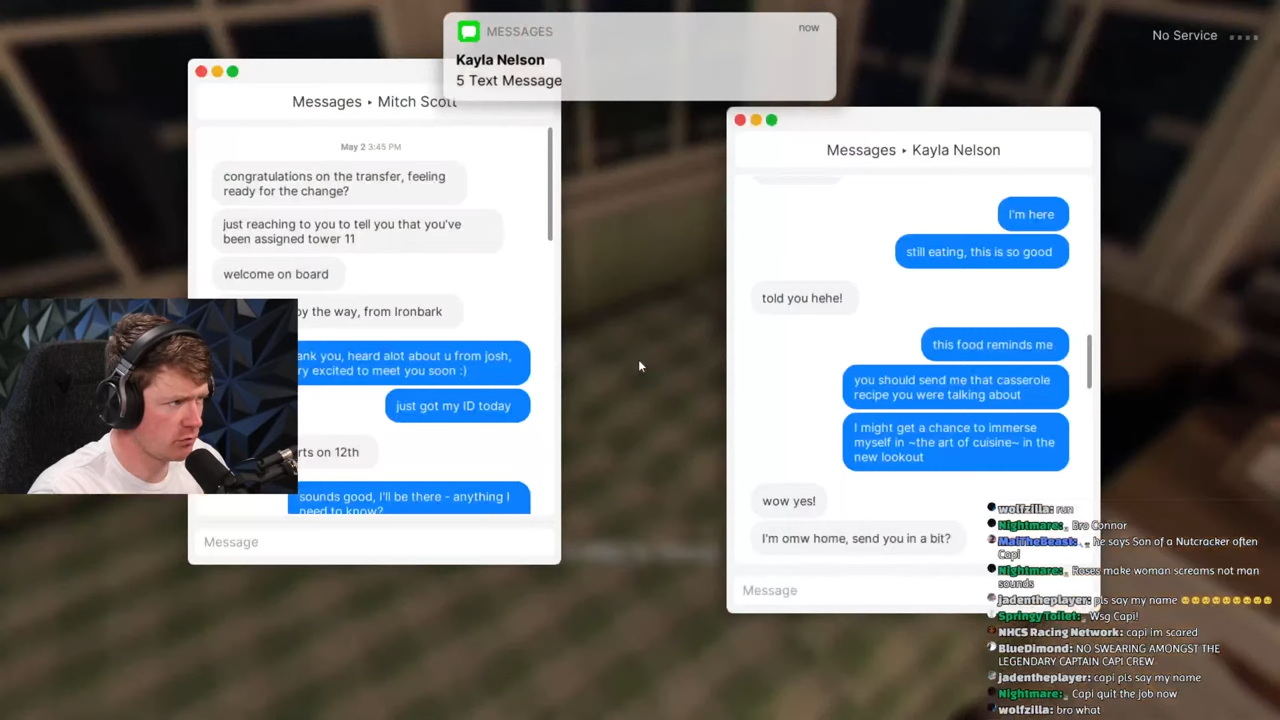 MESSAGES
now
Kayla Nelson
5 Text Message
No Service
Messages ▸ Mitch Scott
May 2 3:45 PM
congratulations on the transfer, feeling
ready for the change?
just reaching to you to tell you that you've
been assigned tower 11
welcome on board
by the way, from Ironbark
ank you, heard alot about u from josh,
ry excited to meet you soon :)
just got my ID today
rts on 12th
sounds good, I'll be there - anything I
need to know?
Message
Messages ▸ Kayla Nelson
I'm here
still eating, this is so good
told you hehe!
this food reminds me
you should send me that casserole
recipe you were talking about
I might get a chance to immerse
myself in ~the art of cuisine~ in the
new lookout
wow yes!
I'm omw home, send you in a bit?
Message
wolfzilla: run
Nightmare: Bro Connor
MaiTheBeast: he says Son of a Nutcracker often
Capi
Nightmare: Roses make woman screams not man
sounds
jadentheplayer: pls say my name 🥺🥺🥺🥺🥺🥺🥺🥺🥺
Springy Toilet: Wsg Capi!
NHCS Racing Network: capi im scared
BlueDimond: NO SWEARING AMONGST THE
LEGENDARY CAPTAIN CAPI CREW
jadentheplayer: capi pls say my name
Nightmare: Capi quit the job now
wolfzilla: bro what